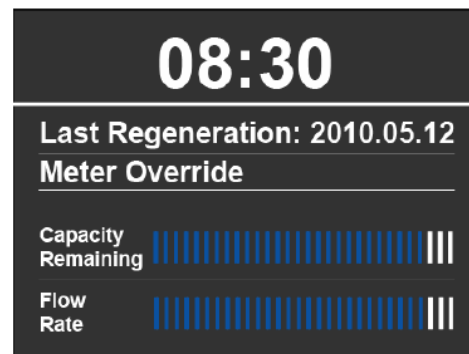 08:30
Last Regeneration: 2010.05.12
Meter Override
Capacity
Remaining
Flow
Rate